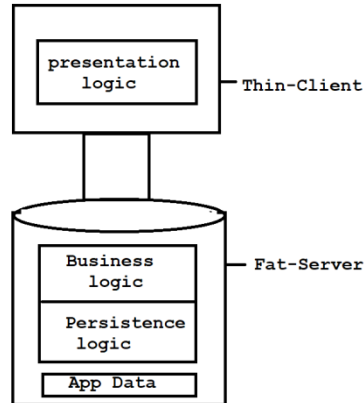 presentation
logic
Thin-Client
Business
logic
Fat-Server
Persistence
logic
App Data